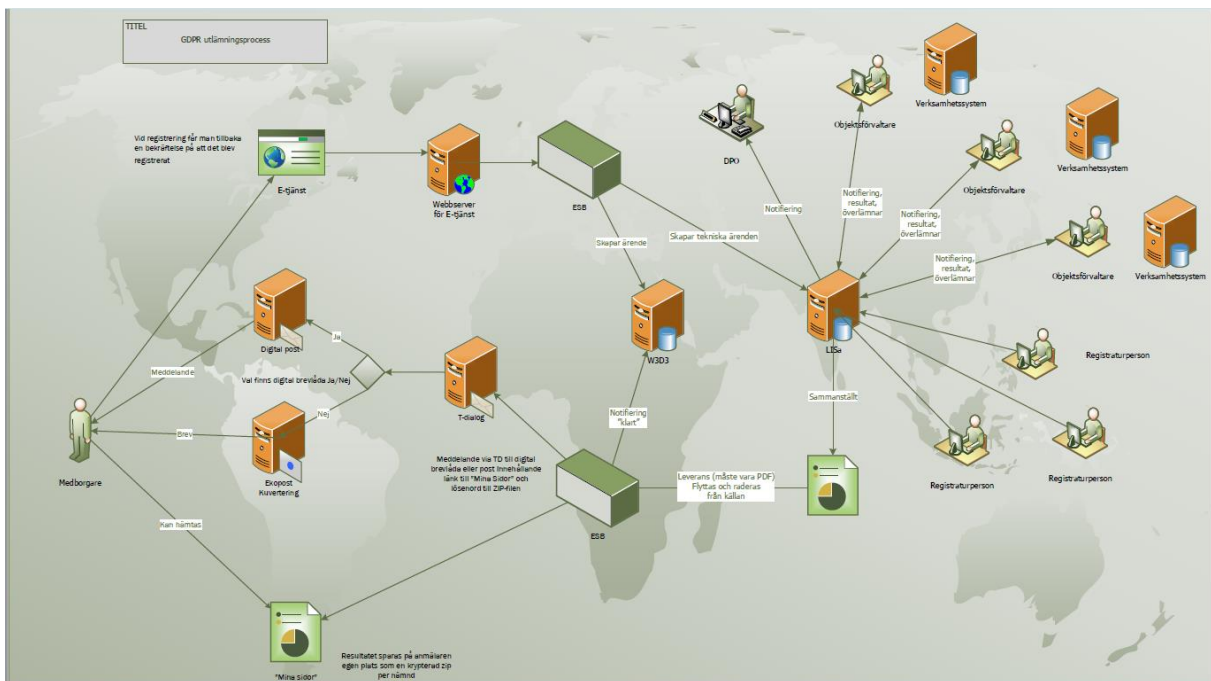 TITEL
GDPR utlämningsprocess
Vid registrering får man tillbaka
en bekräftelse på att det blev
registrenat
E-tjänst
Webbserver
för E-tjänst
ESB
DPO
Objektsförvaltare
Verksamhetssystem
Objektsförvaltare
Verksamhetssystem
Objektsförvaltare
Verksamhetssystem
Notifiering
Notifiering,
resultat,
överlämnar
Notifiering,
resultat,
överlämnar
Notifiering,
resultat,
överlämnar
Skapar ärende
Skapar tekniska ärenden
Digital post
Ja
Val finns digital brevlåda Ja/Nej
Meddelande
Nej
Brev
Medborgare
Ekopost
Kuvertering
T-dialog
W3D3
LISa
Registraturperson
Registraturperson
Registraturperson
Notifiering
"klart"
Sammanställt
Meddelande via TD till digital
brevlåda eller post innehållande
länk till "Mina Sidor" och
lösenord till ZIP-filen
ESB
Leverans (måste vara PDF)
Flyttas och raderas
från källan
Kan hämtas
"Mina sidor"
Resultatet sparas på anmälaren
egen plats som en krypterad zip
per nämnd